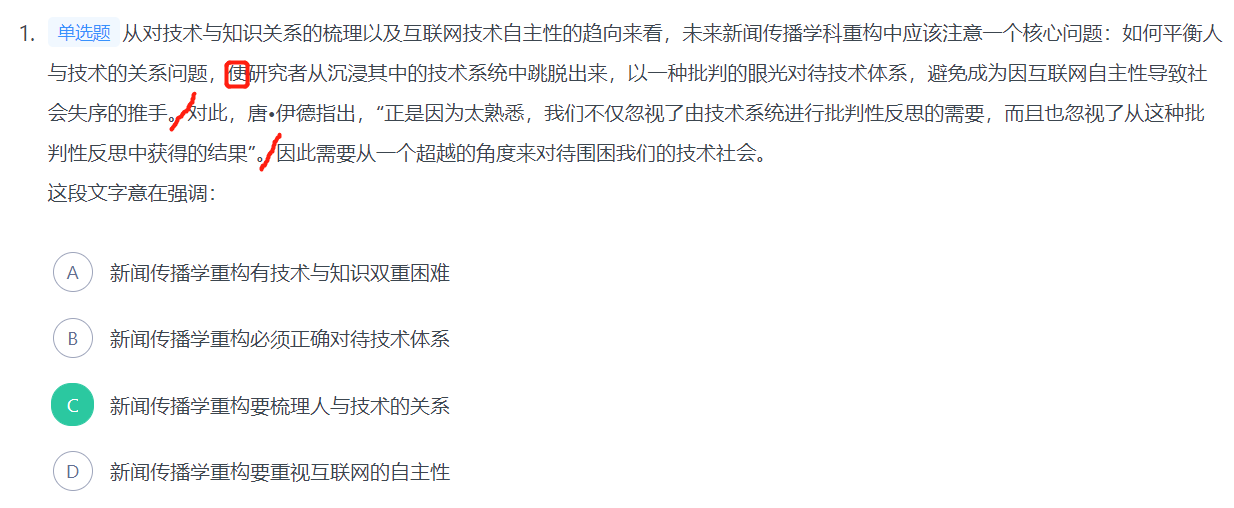 1. 单选题 从对技术与知识关系的梳理以及互联网技术自主性的趋向来看，未来新闻传播学科重构中应该注意一个核心问题：如何平衡人
与技术的关系问题，使研究者从沉浸其中的技术系统中跳脱出来，以一种批判的眼光对待技术体系，避免成为因互联网自主性导致社
会失序的推手。对此，唐•伊德指出，“正是因为太熟悉，我们不仅忽视了由技术系统进行批判性反思的需要，而且也忽视了从这种批
判性反思中获得的结果”。因此需要从一个超越的角度来对待围困我们的技术社会。
这段文字意在强调：
A 新闻传播学重构有技术与知识双重困难
B 新闻传播学重构必须正确对待技术体系
C 新闻传播学重构要梳理人与技术的关系
D 新闻传播学重构要重视互联网的自主性